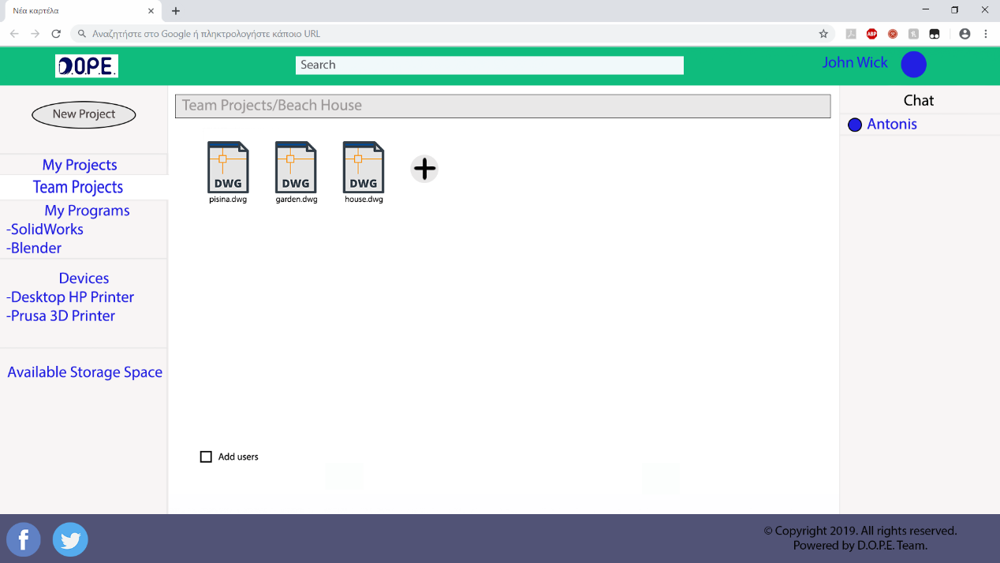 Νέα καρτέλα
Αναζητήστε στο Google ή πληκτρολογήστε κάποιο URL
ABP
D.O.P.E.
Search
John Wick
New Project
Team Projects/Beach House
Chat
Antonis
My Projects
Team Projects
My Programs
-SolidWorks
-Blender
Devices
-Desktop HP Printer
-Prusa 3D Printer
Available Storage Space
DWG DWG DWG
pisina.dwg garden.dwg house.dwg
Add users
© Copyright 2019. All rights reserved.
Powered by D.O.P.E. Team.